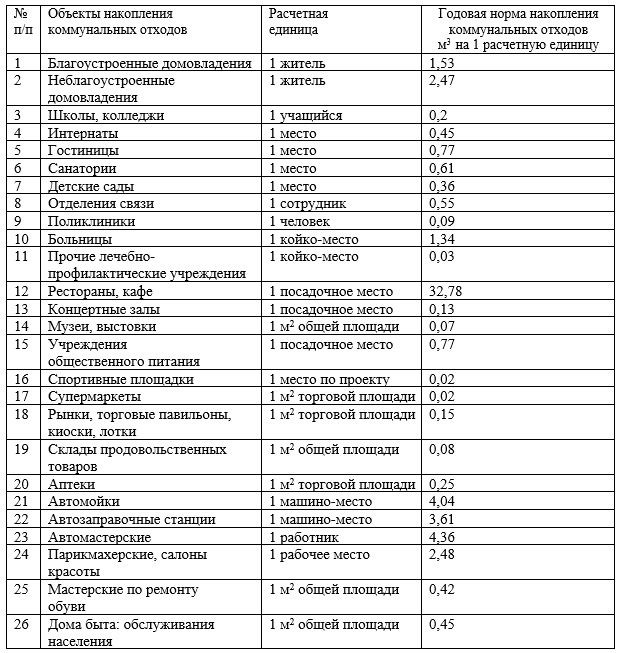 № п/п | Объекты накопления коммунальных отходов | Расчетная единица | Годовая норма накопления коммунальных отходов м³ на 1 расчетную единицу
1 | Благоустроенные домовладения | 1 житель | 1,53
2 | Неблагоустроенные домовладения | 1 житель | 2,47
3 | Школы, колледжи | 1 учащийся | 0,2
4 | Интернаты | 1 место | 0,45
5 | Гостиницы | 1 место | 0,77
6 | Санатории | 1 место | 0,61
7 | Детские сады | 1 место | 0,36
8 | Отделения связи | 1 сотрудник | 0,55
9 | Поликлиники | 1 человек | 0,09
10 | Больницы | 1 койко-место | 1,34
11 | Прочие лечебно-профилактические учреждения | 1 койко-место | 0,03
12 | Рестораны, кафе | 1 посадочное место | 32,78
13 | Концертные залы | 1 посадочное место | 0,13
14 | Музеи, выстовки | 1 м² общей площади | 0,07
15 | Учреждения общественного питания | 1 посадочное место | 0,77
16 | Спортивные площадки | 1 место по проекту | 0,02
17 | Супермаркеты | 1 м² торговой площади | 0,02
18 | Рынки, торговые павильоны, киоски, лотки | 1 м² торговой площади | 0,15
19 | Склады продовольственных товаров | 1 м² общей площади | 0,08
20 | Аптеки | 1 м² торговой площади | 0,25
21 | Автомойки | 1 машино-место | 4,04
22 | Автозаправочные станции | 1 машино-место | 3,61
23 | Автомастерские | 1 работник | 4,36
24 | Парикмахерские, салоны красоты | 1 рабочее место | 2,48
25 | Мастерские по ремонту обуви | 1 м² общей площади | 0,42
26 | Дома быта: обслуживания населения | 1 м² общей площади | 0,45